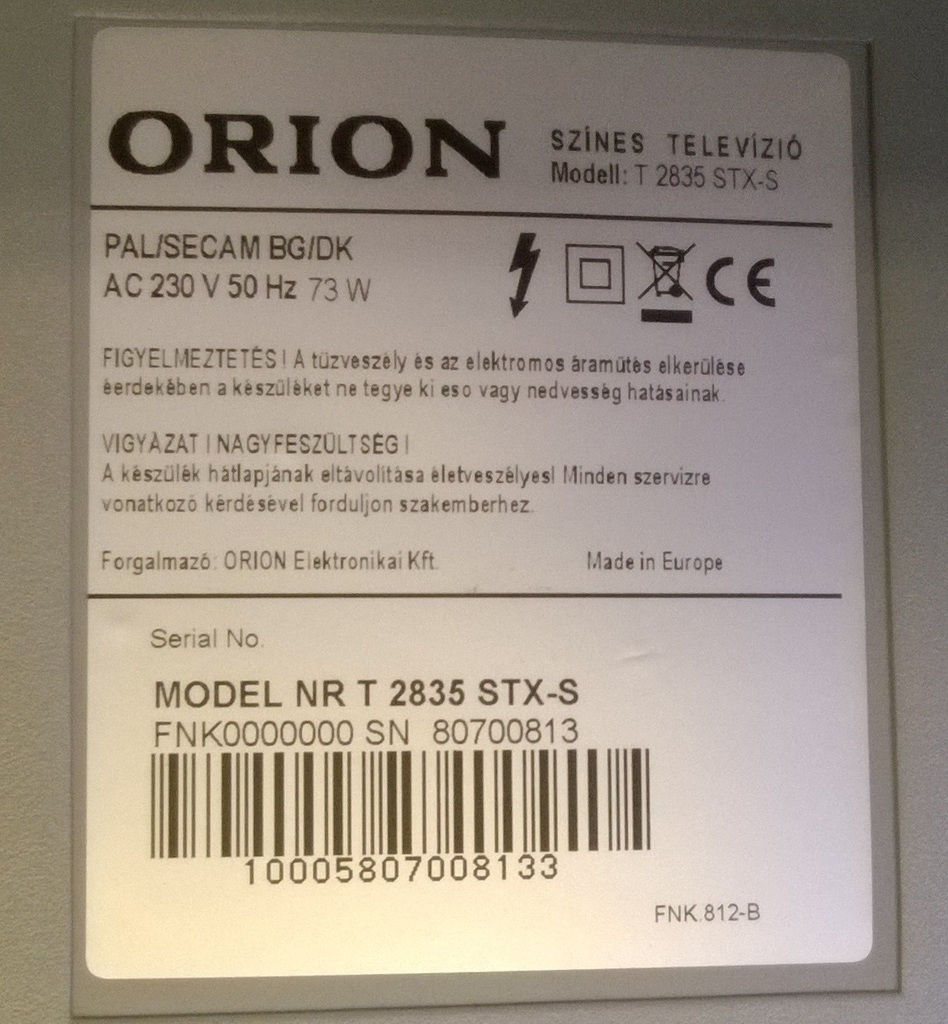 ORION
SZÍNES TELEVÍZIÓ
Modell: T 2835 STX-S
PAL/SECAM BG/DK
AC 230 V 50 Hz 73 W
CE
FIGYELMEZTETÉS! A tüzveszély és az elektromos áramütés elkerülése
éerdekében a készüléket ne tegye ki eso vagy nedvesség hatásainak.
VIGYÁZAT ! NAGYFESZÜLTSÉG !
A készülék hátlapjának eltávolítása életveszélyes! Minden szervizre
vonatkozó kérdésével forduljon szakemberhez.
Forgalmazó: ORION Elektronikai Kft. Made in Europe
Serial No.
MODEL NR T 2835 STX-S
FNK0000000 SN 80700813
10005807008133
FNK.812-B